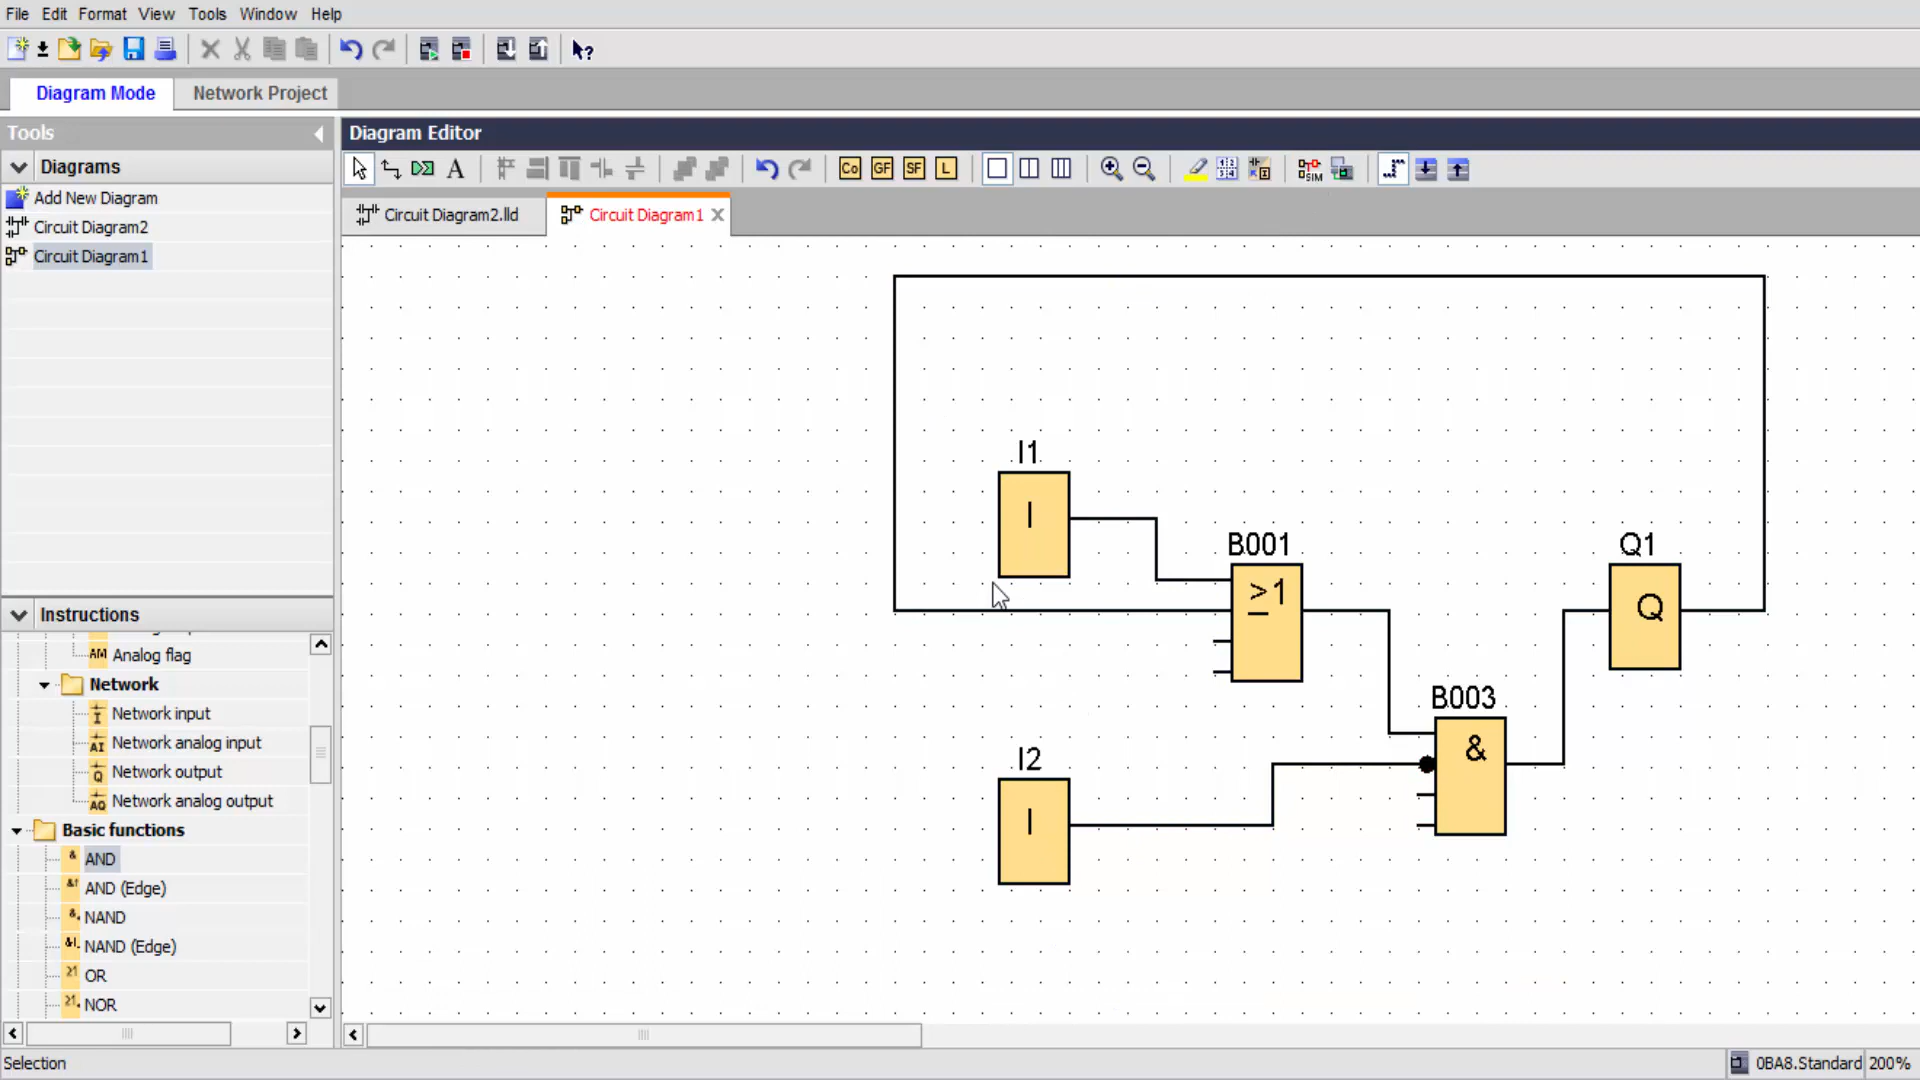 File Edit Format View Tools Window Help
Diagram Mode Network Project
Tools
Diagrams
Add New Diagram
Circuit Diagram2
Circuit Diagram1
Instructions
Analog flag
Network
Network input
Network analog input
Network output
Network analog output
Basic functions
& AND
AND (Edge)
NAND
NAND (Edge)
≥1 OR
NOR
Selection
Diagram Editor
A Co GF SF L SIM
Circuit Diagram2.lld Circuit Diagram1
I1
I
B001
≥1
Q1
Q
B003
&
I2
I
0BA8.Standard 200%